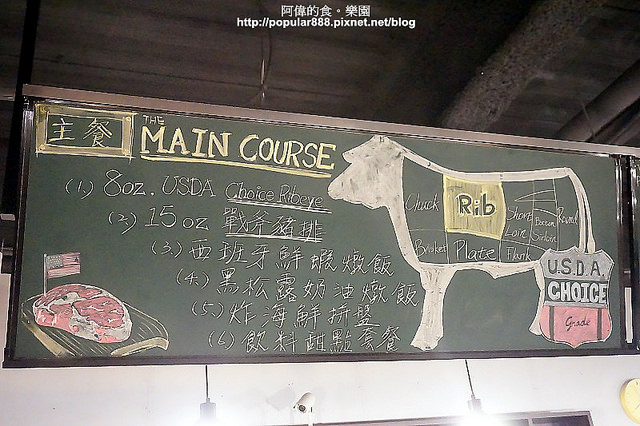 阿偉的食。樂園
http://popular888.pixnet.net/blog
主餐
THE
MAIN COURSE
(1.) 8oz. USDA Choice Ribeye
(2.) 15oz 戰斧豬排
(3.) 西班牙鮮蝦燉飯
(4.) 黑松露奶油燉飯
(5.) 炸海鮮拼盤
(6.) 飲料甜點套餐
Chuck
Rib
Short
Loin
Bottom
Sirloin
Round
Brisket
Plate
Flank
U.S.D.A.
CHOICE
Grade